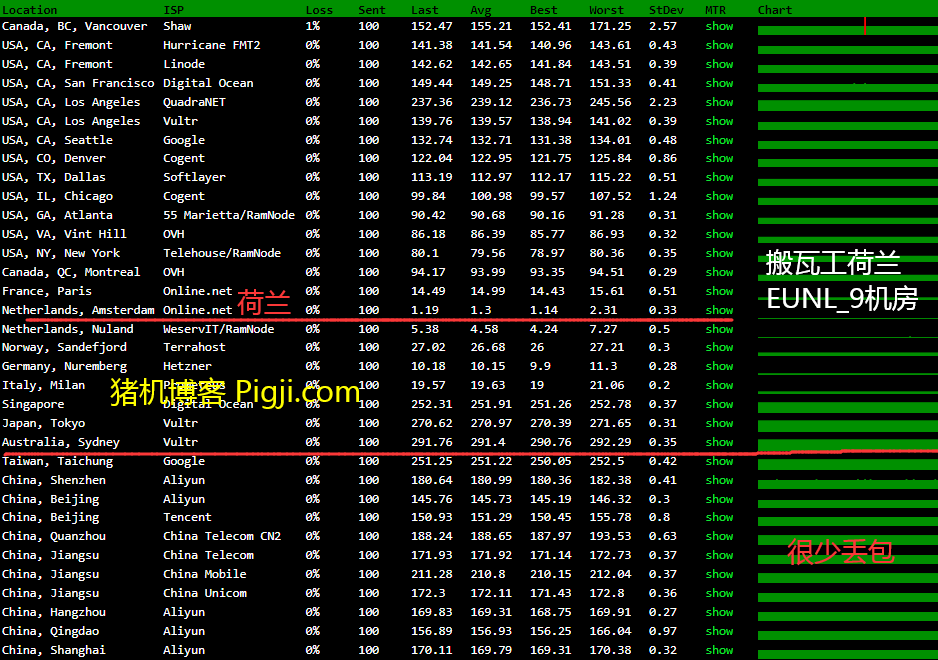 Location ISP Loss Sent Last Avg Best Worst StDev MTR Chart
Canada, BC, Vancouver Shaw 1% 100 152.47 155.21 152.41 171.25 2.57 show
USA, CA, Fremont Hurricane FMT2 0% 100 141.38 141.54 140.96 143.61 0.43 show
USA, CA, Fremont Linode 0% 100 142.62 142.65 141.84 143.51 0.39 show
USA, CA, San Francisco Digital Ocean 0% 100 149.44 149.25 148.71 151.33 0.41 show
USA, CA, Los Angeles QuadraNET 0% 100 237.36 239.12 236.73 245.56 2.23 show
USA, CA, Los Angeles Vultr 0% 100 139.76 139.57 138.94 141.02 0.39 show
USA, CA, Seattle Google 0% 100 132.74 132.71 131.38 134.01 0.48 show
USA, CO, Denver Cogent 0% 100 122.04 122.95 121.75 125.84 0.86 show
USA, TX, Dallas Softlayer 0% 100 113.19 112.97 112.17 115.22 0.51 show
USA, IL, Chicago Cogent 0% 100 99.84 100.98 99.57 107.52 1.24 show
USA, GA, Atlanta 55 Marietta/RamNode 0% 100 90.42 90.68 90.16 91.28 0.31 show
USA, VA, Vint Hill OVH 0% 100 86.18 86.39 85.77 86.93 0.32 show
USA, NY, New York Telehouse/RamNode 0% 100 80.1 79.56 78.97 80.36 0.35 show
Canada, QC, Montreal OVH 0% 100 94.17 93.99 93.35 94.51 0.29 show
搬瓦工荷兰
EUNL_9机房
France, Paris Online.net 0% 100 14.49 14.99 14.43 15.61 0.51 show
荷兰
Netherlands, Amsterdam Online.net 0% 100 1.19 1.3 1.14 2.31 0.33 show
Netherlands, Nuland WeservIT/RamNode 0% 100 5.38 4.58 4.24 7.27 0.5 show
Norway, Sandefjord Terrahost 0% 100 27.02 26.68 26 27.21 0.3 show
Germany, Nuremberg Hetzner 0% 100 10.18 10.15 9.9 11.3 0.28 show
Italy, Milan 0% 100 19.57 19.63 19 21.06 0.2 show
猪机博客 Pigji.com
Singapore Digital Ocean 0% 100 252.31 251.91 251.26 252.78 0.37 show
Japan, Tokyo Vultr 0% 100 270.62 270.97 270.39 271.65 0.31 show
Australia, Sydney Vultr 0% 100 291.76 291.4 290.76 292.29 0.35 show
Taiwan, Taichung Google 0% 100 251.25 251.22 250.05 252.5 0.42 show
China, Shenzhen Aliyun 0% 100 180.64 180.99 180.36 182.38 0.41 show
China, Beijing Aliyun 0% 100 145.76 145.73 145.19 146.32 0.3 show
China, Beijing Tencent 0% 100 150.93 151.29 150.45 155.78 0.8 show
China, Quanzhou China Telecom CN2 0% 100 188.24 188.65 187.97 193.53 0.63 show
China, Jiangsu China Telecom 0% 100 171.93 171.92 171.14 172.73 0.37 show
很少丢包
China, Jiangsu China Mobile 0% 100 211.28 210.8 210.15 212.04 0.37 show
China, Jiangsu China Unicom 0% 100 172.3 172.11 171.43 172.8 0.36 show
China, Hangzhou Aliyun 0% 100 169.83 169.31 168.75 169.91 0.27 show
China, Qingdao Aliyun 0% 100 156.89 156.93 156.25 166.04 0.97 show
China, Shanghai Aliyun 0% 100 170.11 169.79 169.31 170.38 0.32 show